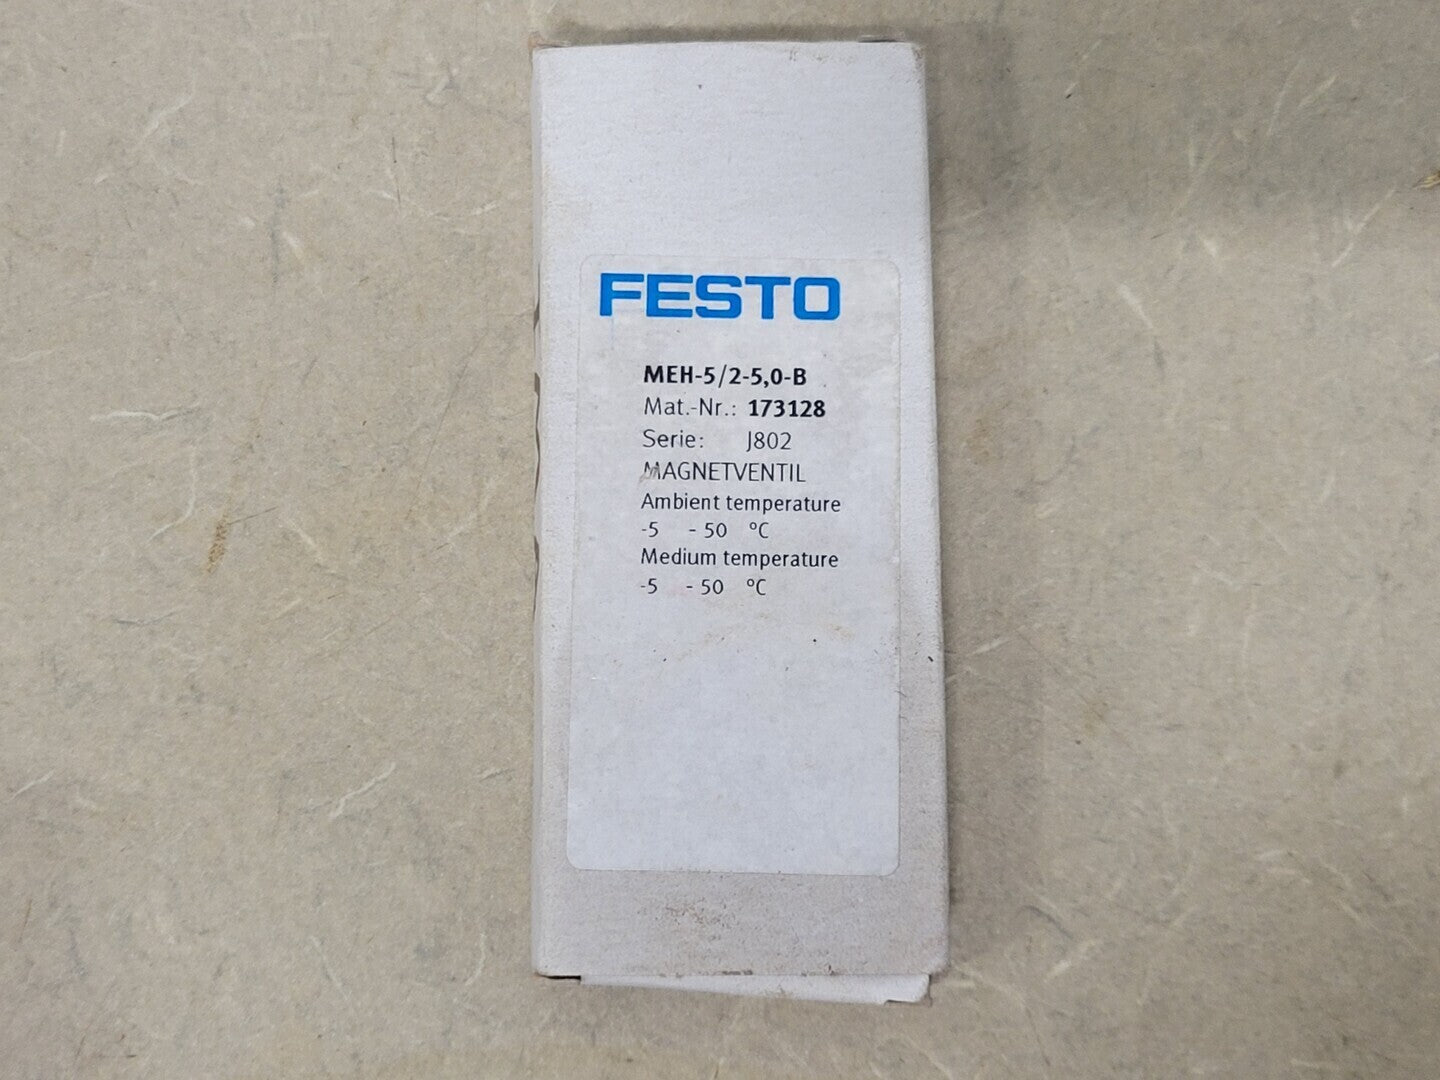 FESTO
MEH-5/2-5,0-B
Mat.-Nr.: 173128
Serie: J802
MAGNETVENTIL
Ambient temperature
-5 - 50 °C
Medium temperature
-5 - 50 °C